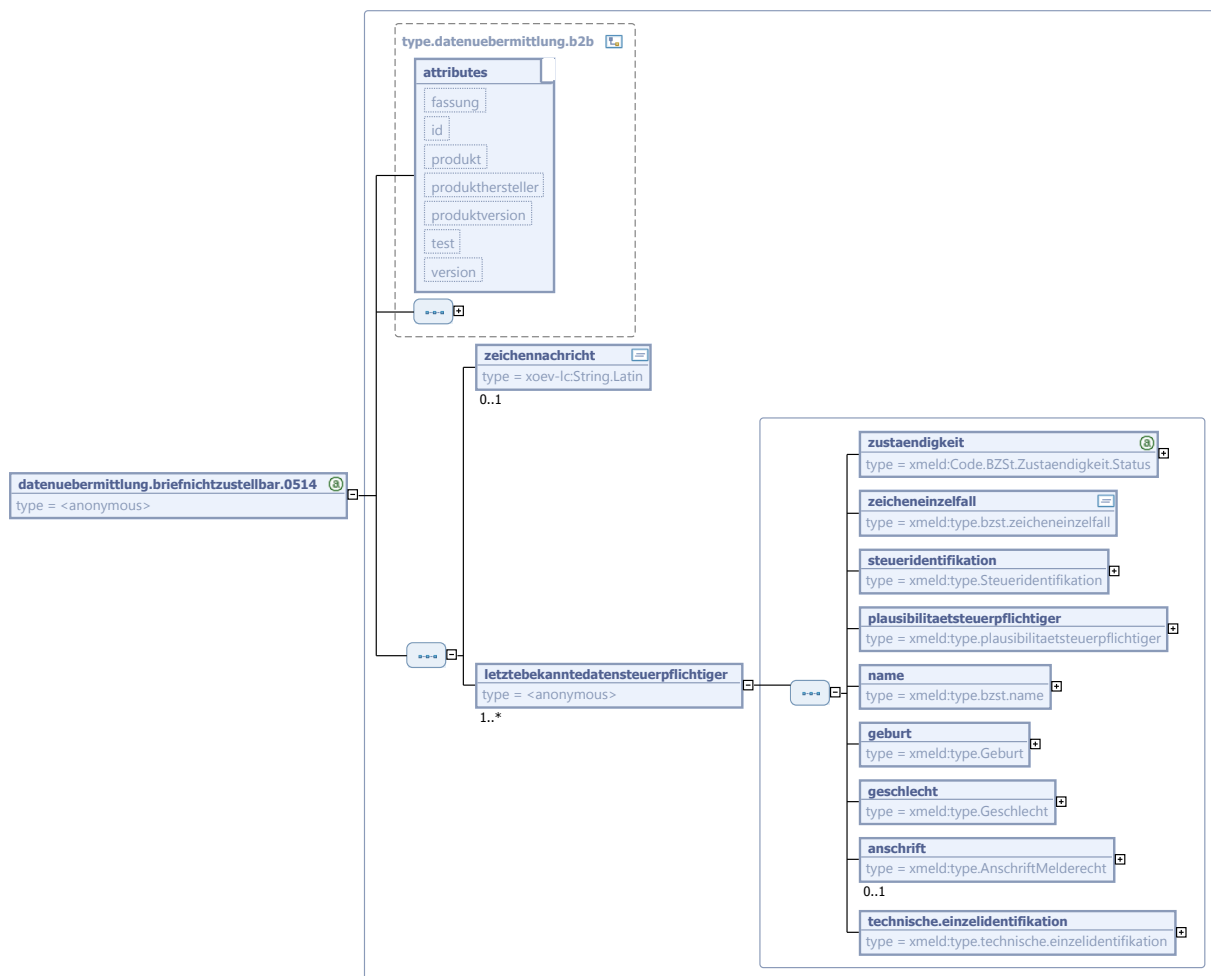 type.datenuebermittlung.b2b
attributes
fassung
id
produkt
produkthersteller
produktversion
test
version
zeichennachricht
type = xoev-lc:String.Latin
0..1
datenuebermittlung.briefnichtzustellbar.0514 a
type = <anonymous>
letztebekanntedatensteuerpflichtiger
type = <anonymous>
1..*
zustaendigkeit a
type = xmeld:Code.BZSt.Zustaendigkeit.Status
zeicheneinzelfall
type = xmeld:type.bzst.zeicheneinzelfall
steueridentifikation
type = xmeld:type.Steueridentifikation
plausibilitaetsteuerpflichtiger
type = xmeld:type.plausibilitaetsteuerpflichtiger
name
type = xmeld:type.bzst.name
geburt
type = xmeld:type.Geburt
geschlecht
type = xmeld:type.Geschlecht
anschrift
type = xmeld:type.AnschriftMelderecht
0..1
technische.einzelidentifikation
type = xmeld:type.technische.einzelidentifikation